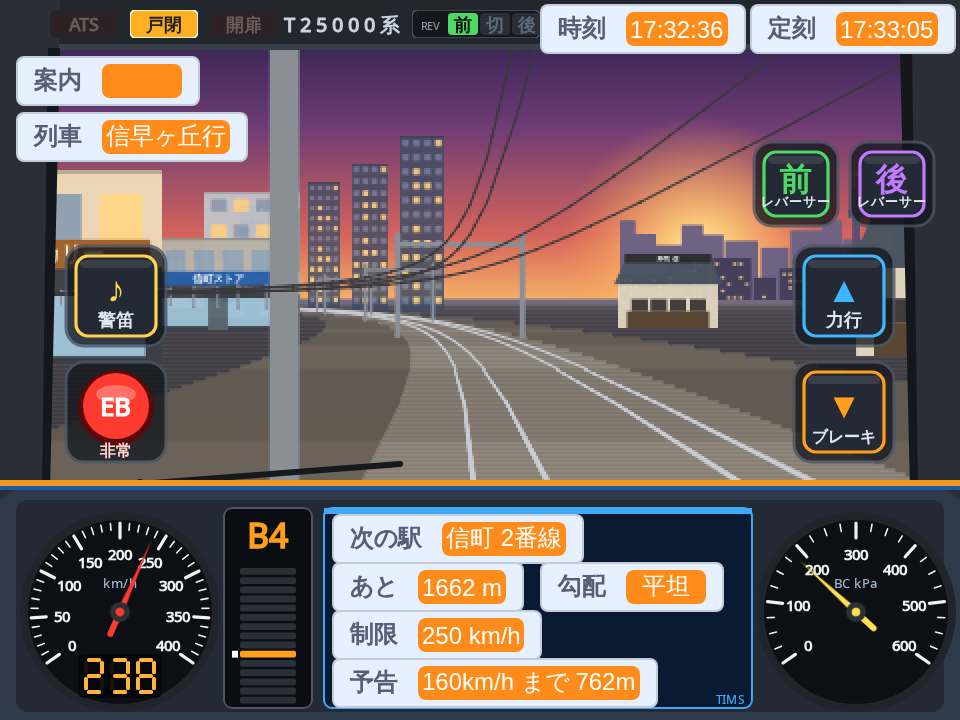 ATS 戸閉 開扉 T25000系 REV 前 切 後
時刻 17:32:36 定刻 17:33:05
案内
列車 信早ヶ丘行
前 レバーサー
後 レバーサー
信町ストア
♪
警笛
▲
力行
EB
非常
▼
ブレーキ
0 50 100 150 200 250 300 350 400
km/h
238
B4
次の駅 信町 2番線
あと 1662 m 勾配 平坦
制限 250 km/h
予告 160km/h まで 762m
TIMS
0 100 200 300 400 500 600
BC kPa